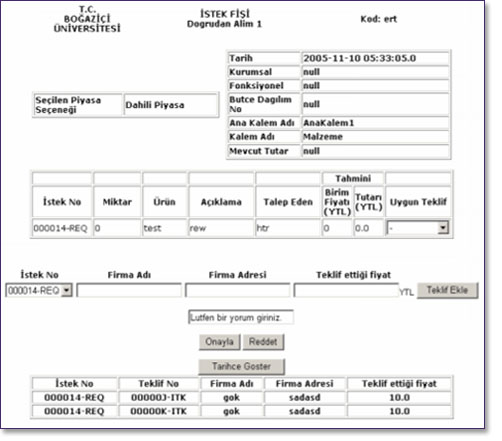 T.C.
BOĞAZİÇİ
ÜNİVERSİTESİ
İSTEK FİŞİ
Dogrudan Alim 1
Kod: ert
Tarih 2005-11-10 05:33:05.0
Kurumsal null
Fonksiyonel null
Butce Dagılım No null
Ana Kalem Adı AnaKalem1
Kalem Adı Malzeme
Mevcut Tutar null
Seçilen Piyasa Seçeneği Dahili Piyasa
Tahmini
İstek No Miktar Ürün Açıklama Talep Eden Birim Fiyatı (YTL) Tutarı (YTL) Uygun Teklif
000014-REQ 0 test rew htr 0 0.0 -
İstek No Firma Adı Firma Adresi Teklif ettiği fiyat
000014-REQ YTL Teklif Ekle
Lutfen bir yorum giriniz.
Onayla Reddet
Tarihce Goster
İstek No Teklif No Firma Adı Firma Adresi Teklif ettiği fiyat
000014-REQ 00000J-ITK gok sadasd 10.0
000014-REQ 00000K-ITK gok sadasd 10.0